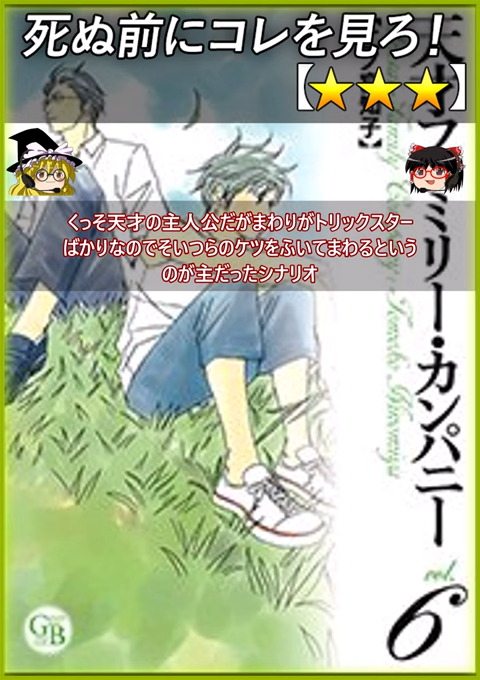 死ぬ前にコレを見ろ！
【★★★】
くっそ天才の主人公だがまわりがトリックスター
ばかりなのでそいつらのケツをふいてまわるという
のが主だったシナリオ
ミリー・カンパニー
vol.
6
GB